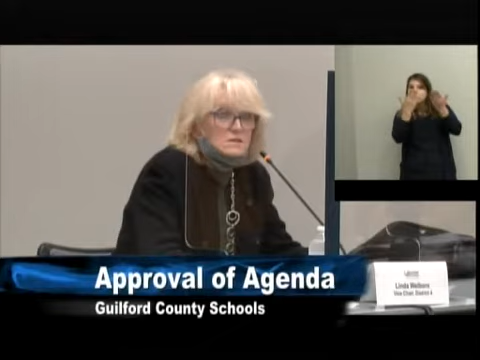 Approval of Agenda
Guilford County Schools
Linda Welborn
Vice Chair, District 4